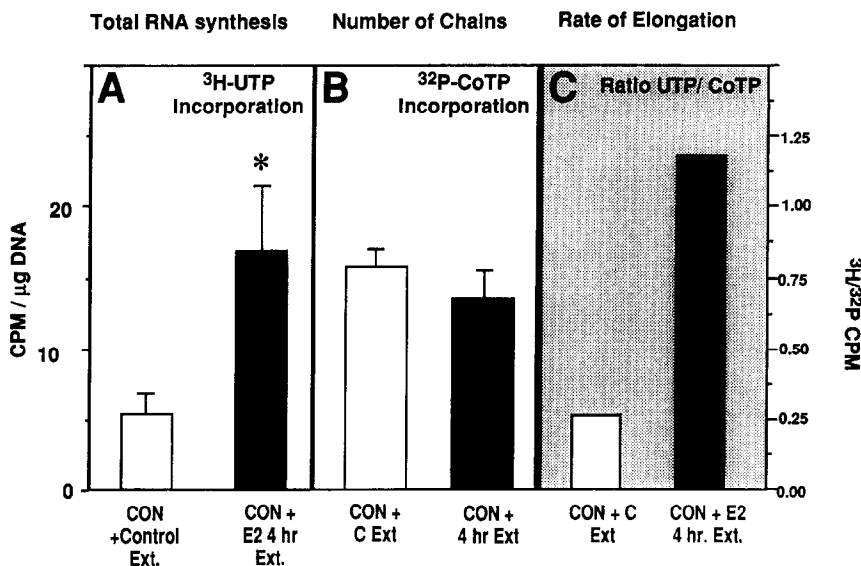 Total RNA synthesis
Number of Chains
Rate of Elongation
A
³H-UTP
Incorporation
B
³²P-CoTP
Incorporation
C
Ratio UTP/ CoTP
*
CPM / µg DNA
20
10
0
1.25
1.00
0.75
0.50
0.25
0.00
³H/³²P CPM
CON
+Control
Ext.
CON +
E2 4 hr
Ext.
CON +
C Ext
CON +
4 hr Ext
CON + C
Ext
CON + E2
4 hr. Ext.